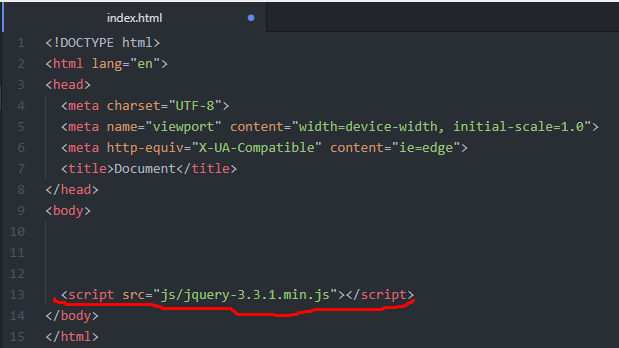 index.html
1 <!DOCTYPE html>
2 <html lang="en">
3 <head>
4 <meta charset="UTF-8">
5 <meta name="viewport" content="width=device-width, initial-scale=1.0">
6 <meta http-equiv="X-UA-Compatible" content="ie=edge">
7 <title>Document</title>
8 </head>
9 <body>
10
11
12
13 <script src="js/jquery-3.3.1.min.js"></script>
14 </body>
15 </html>